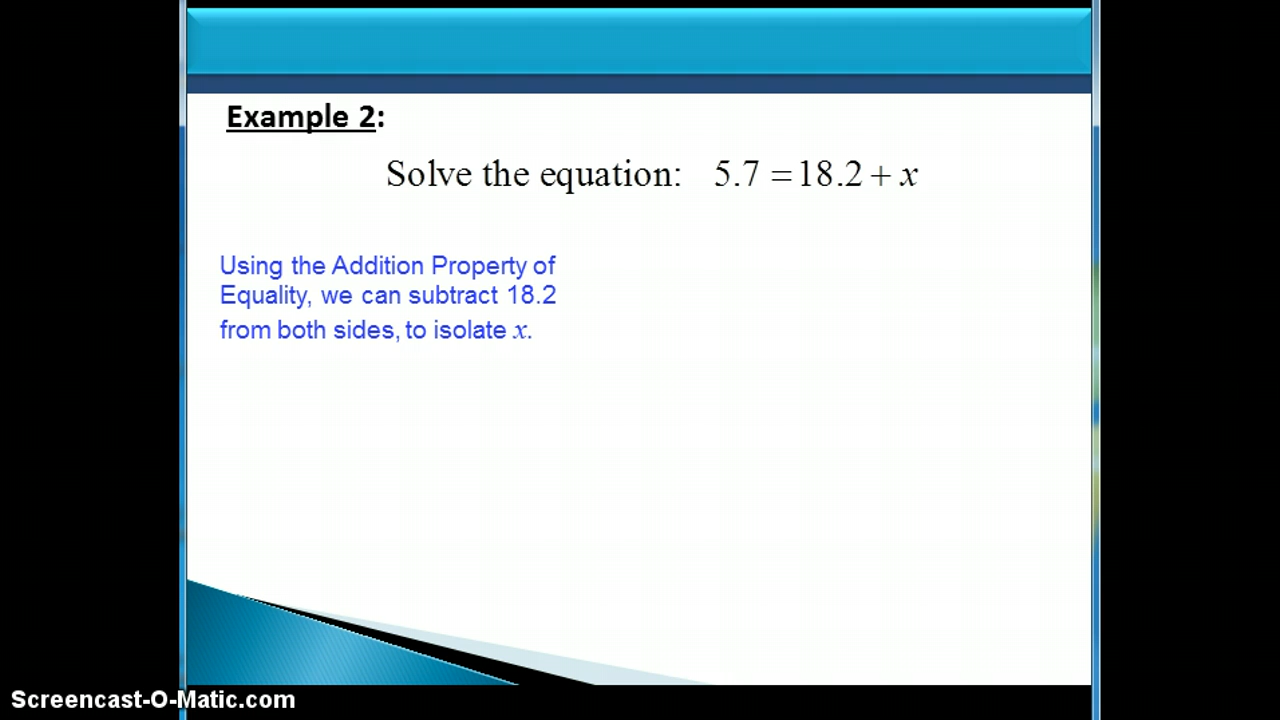 Example 2:
Solve the equation: 5.7 = 18.2 + x
Using the Addition Property of
Equality, we can subtract 18.2
from both sides, to isolate x.
Screencast-O-Matic.com